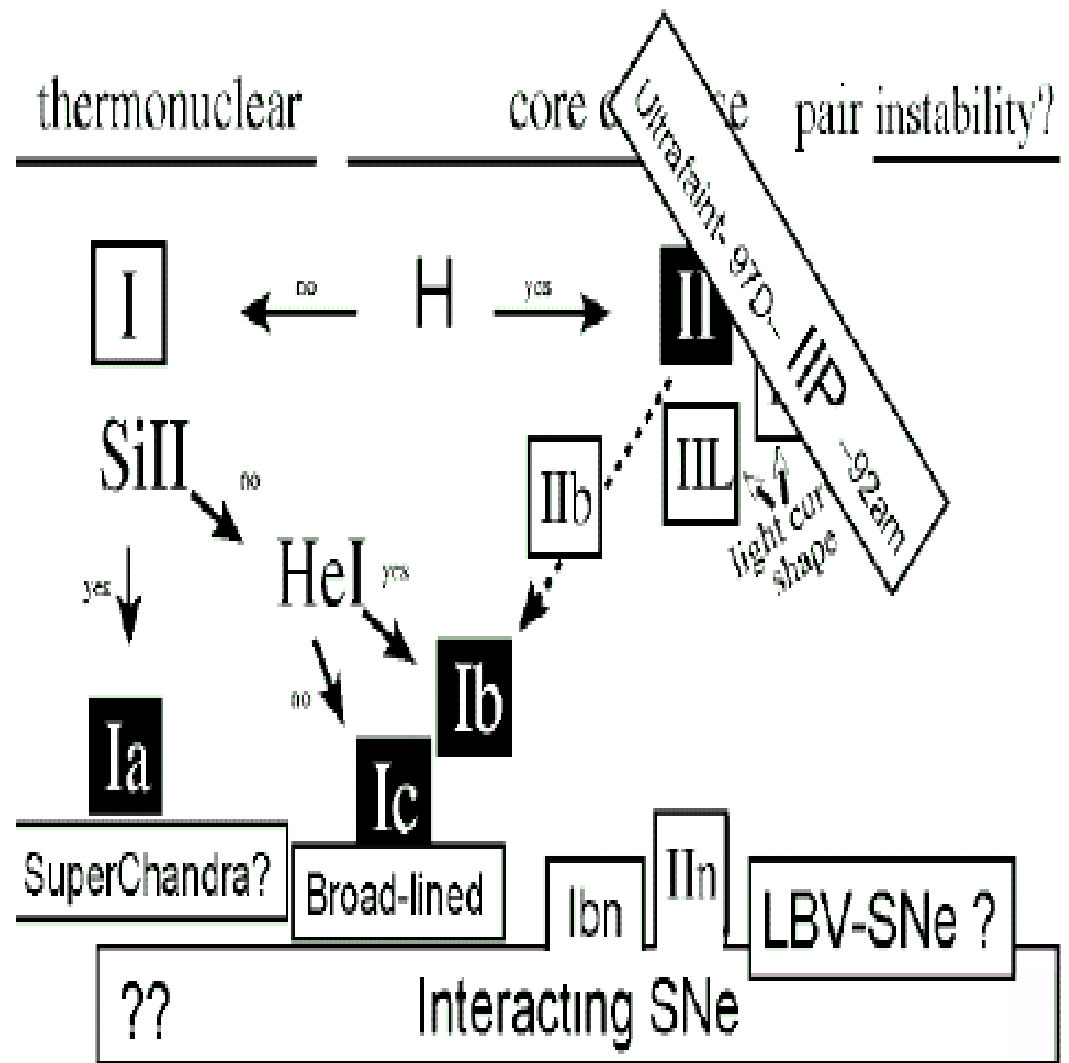 thermonuclear
core
pair instability?
Ultrafaint- 97D-- IIP -92am
I
no
H
yes
II
SiII
no
IIb
IIL
light
shape
yes
HeI
yes
no
Ib
Ia
Ic
SuperChandra?
Broad-lined
Ibn
IIn
LBV-SNe ?
??
Interacting SNe